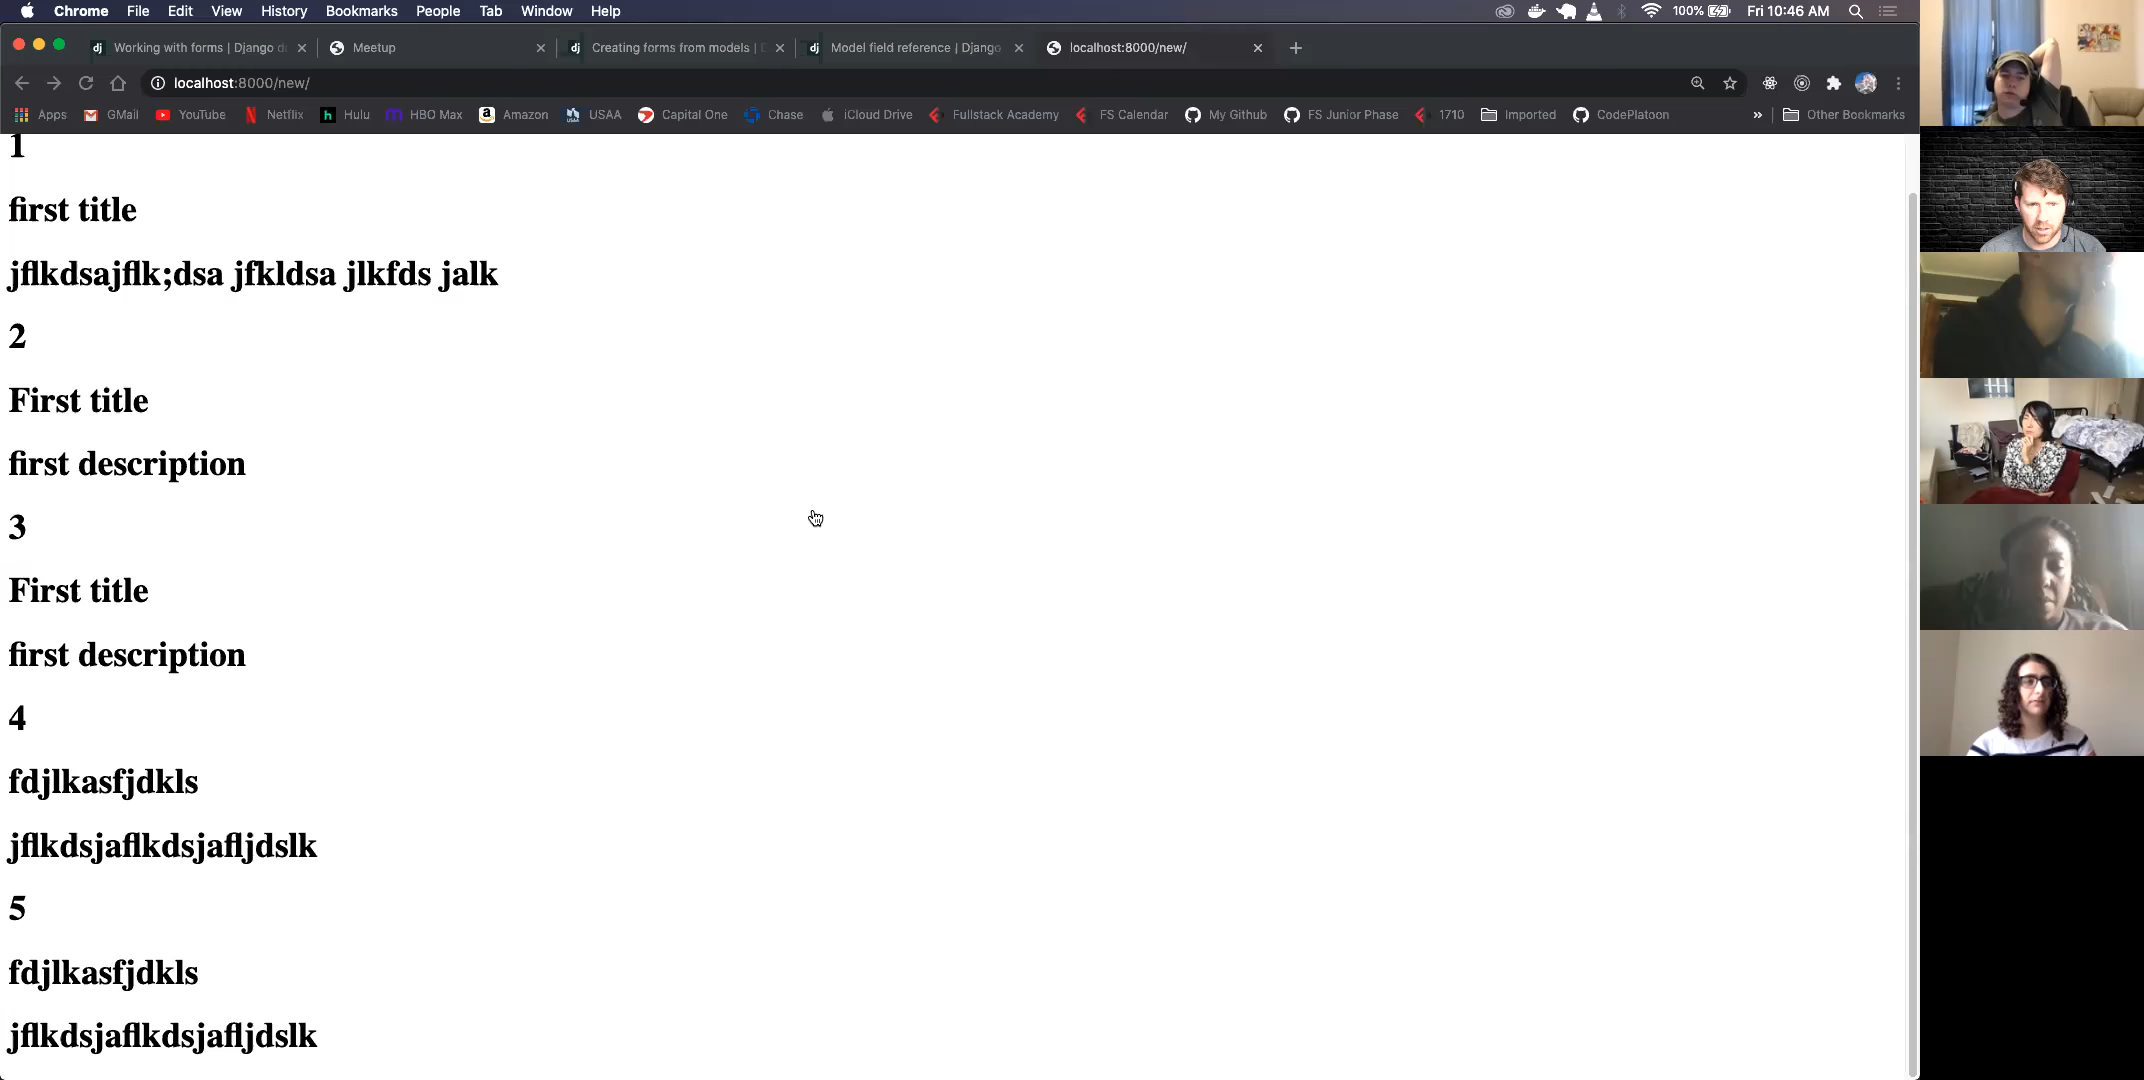 Chrome File Edit View History Bookmarks People Tab Window Help 100% Fri 10:46 AM
Working with forms | Django d Meetup Creating forms from models | D Model field reference | Django localhost:8000/new/
localhost:8000/new/
Apps GMail YouTube Netflix Hulu HBO Max Amazon USAA Capital One Chase iCloud Drive Fullstack Academy FS Calendar My Github FS Junior Phase 1710 Imported CodePlatoon » Other Bookmarks
1
first title
jflkdsajflk;dsa jfkldsa jlkfds jalk
2
First title
first description
3
First title
first description
4
fdjlkasfjdkls
jflkdsjaflkdsjafljdslk
5
fdjlkasfjdkls
jflkdsjaflkdsjafljdslk